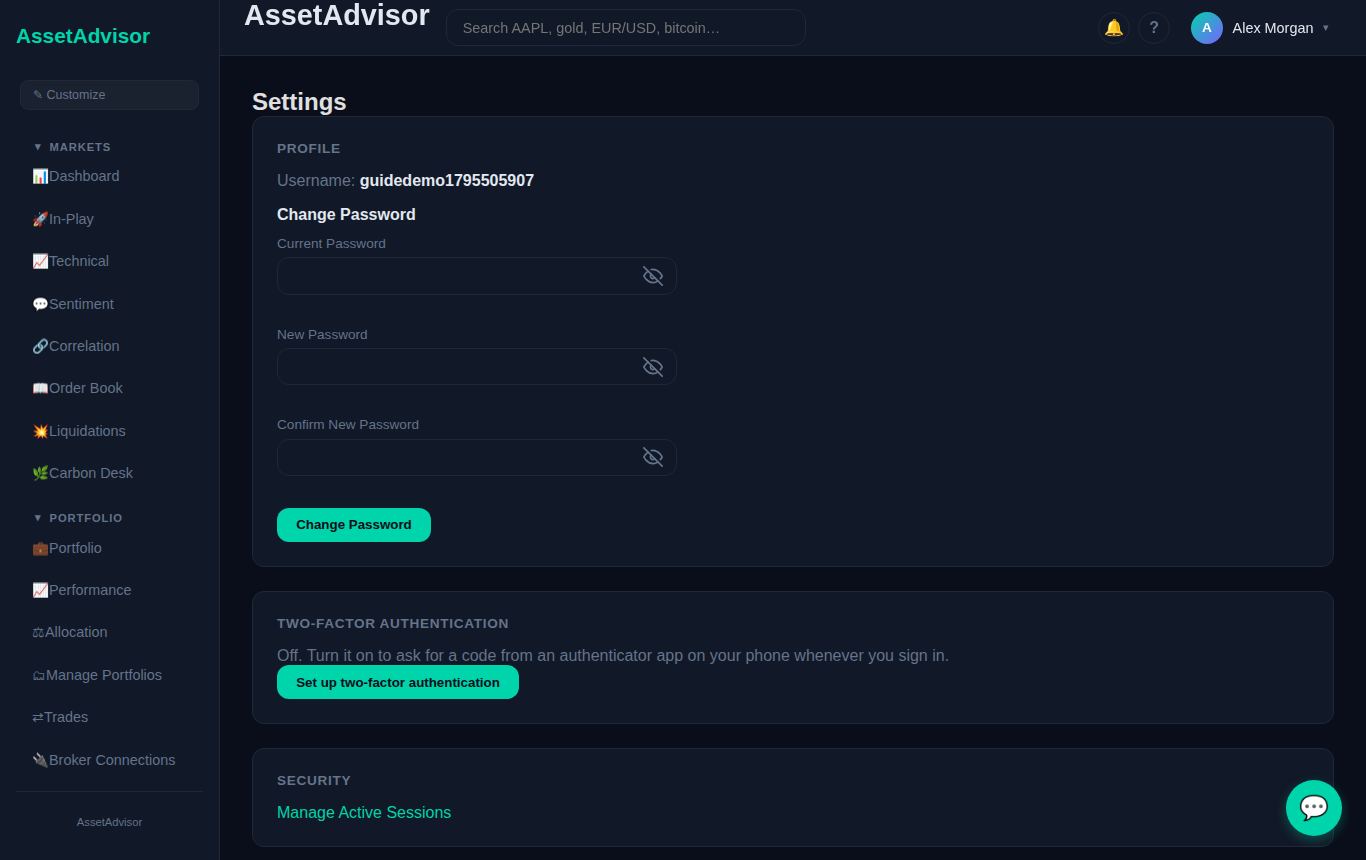 AssetAdvisor
✎ Customize
▼ MARKETS
📊Dashboard
🚀In-Play
📈Technical
💬Sentiment
🔗Correlation
📖Order Book
💥Liquidations
🌿Carbon Desk
▼ PORTFOLIO
💼Portfolio
📈Performance
⚖Allocation
🗂Manage Portfolios
⇄Trades
🔌Broker Connections
AssetAdvisor
AssetAdvisor
Search AAPL, gold, EUR/USD, bitcoin…
🔔 ? A Alex Morgan ▾
Settings
PROFILE
Username: guidedemo1795505907
Change Password
Current Password
New Password
Confirm New Password
Change Password
TWO-FACTOR AUTHENTICATION
Off. Turn it on to ask for a code from an authenticator app on your phone whenever you sign in.
Set up two-factor authentication
SECURITY
Manage Active Sessions